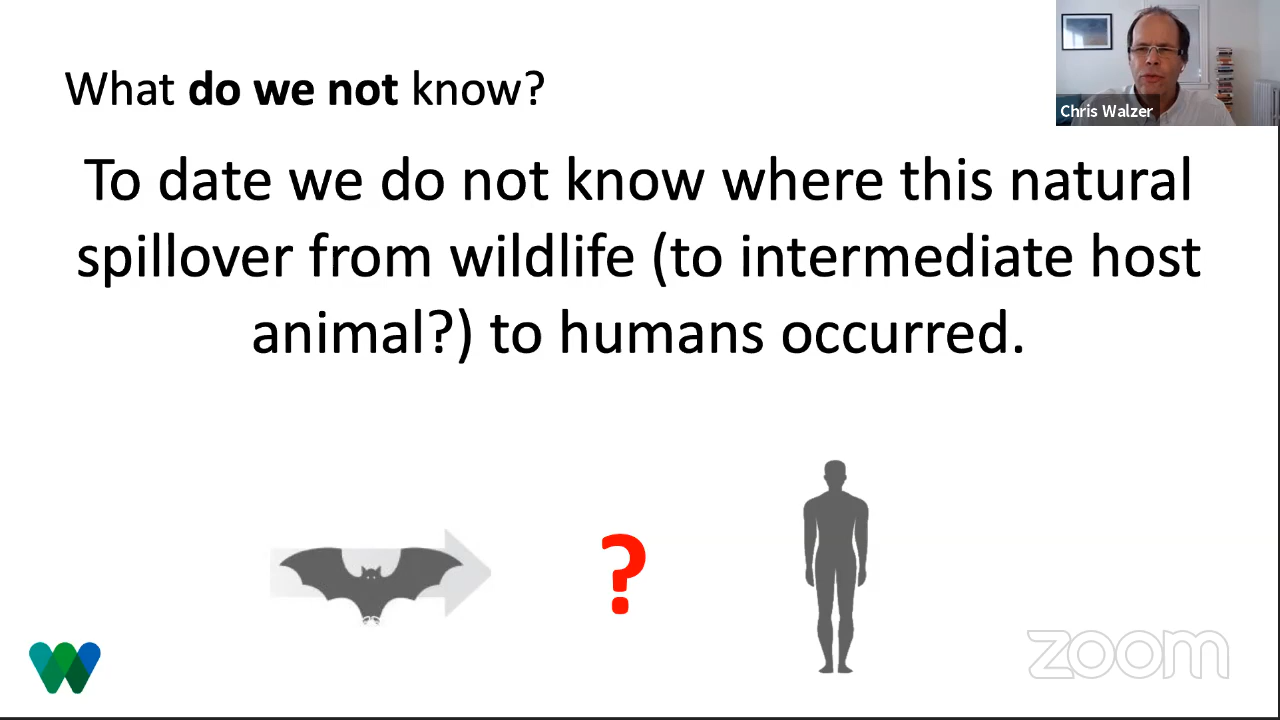 What do we not know?
Chris Walzer
To date we do not know where this natural
spillover from wildlife (to intermediate host
animal?) to humans occurred.
?
zoom